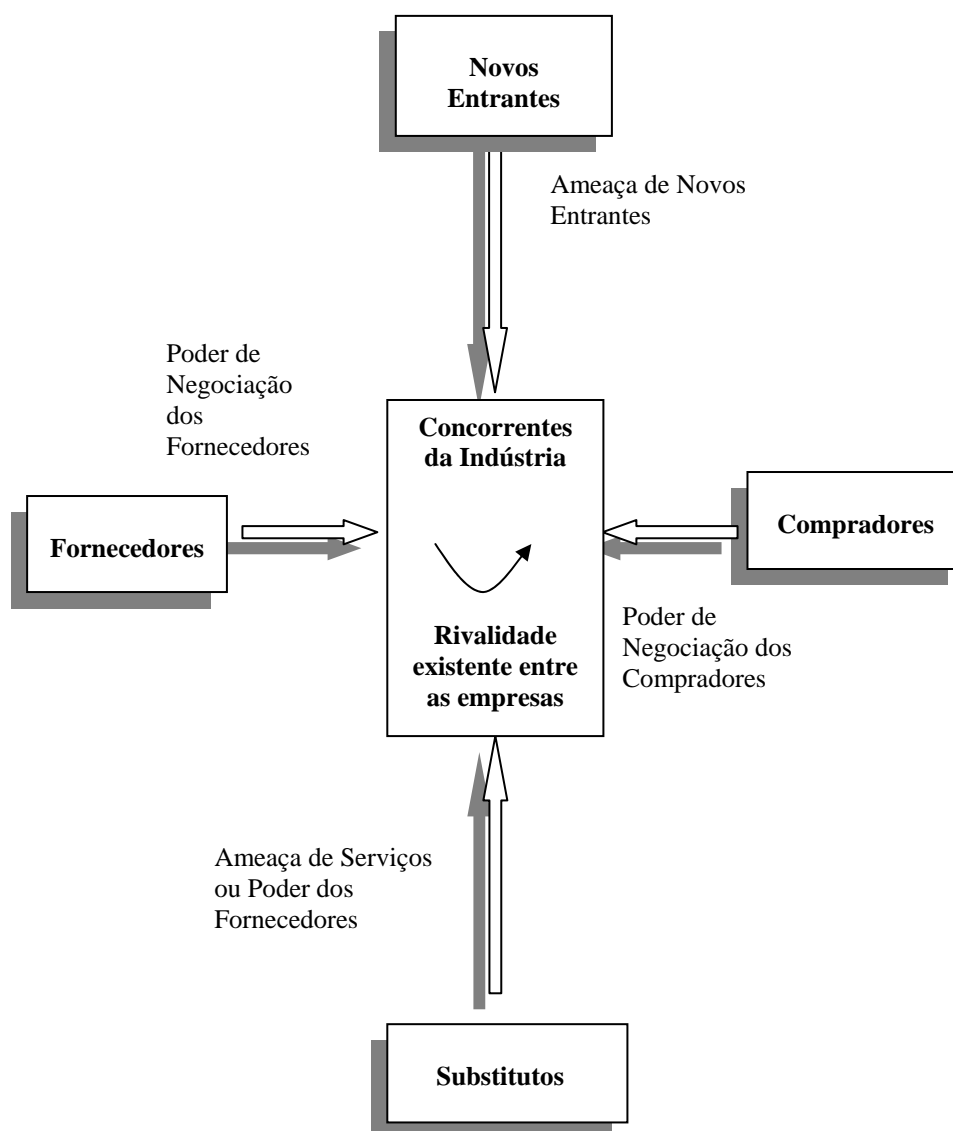 Novos
Entrantes
Ameaça de Novos
Entrantes
Poder de
Negociação
dos
Fornecedores
Concorrentes
da Indústria
Fornecedores
Compradores
Rivalidade
existente entre
as empresas
Poder de
Negociação dos
Compradores
Ameaça de Serviços
ou Poder dos
Fornecedores
Substitutos